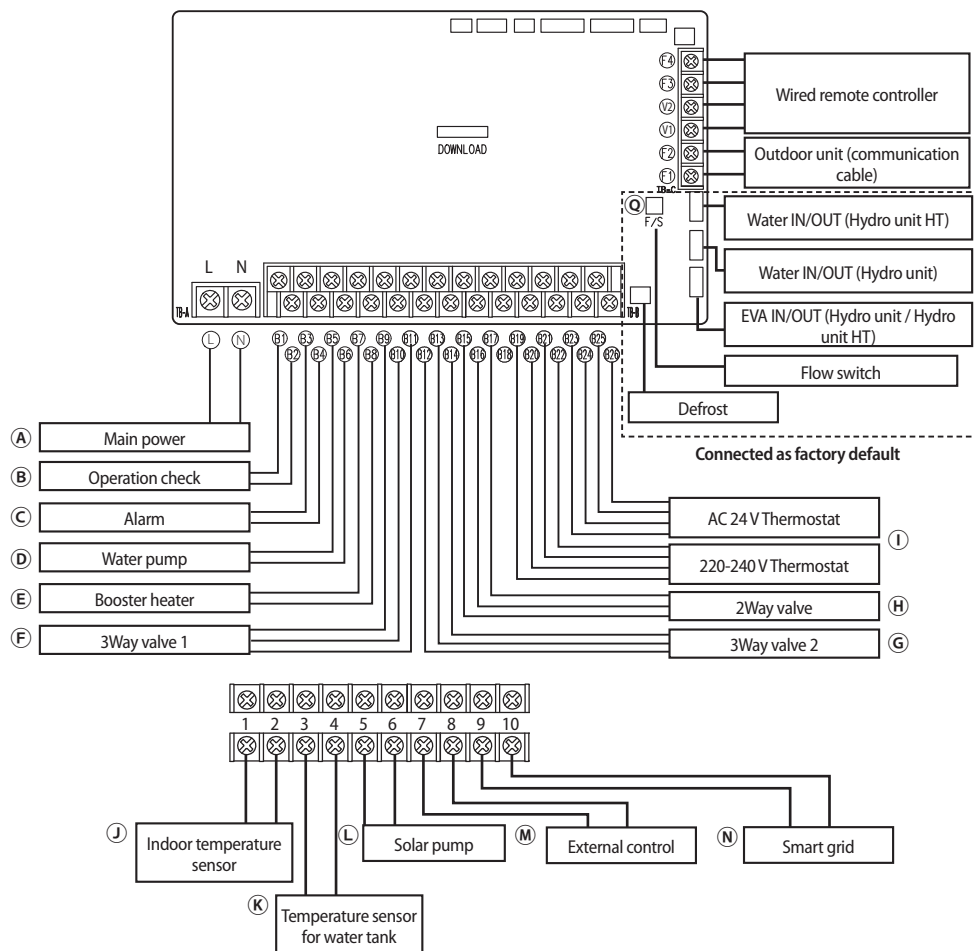 F4
F3
Wired remote controller
V2
V1
DOWNLOAD
F2
Outdoor unit (communication
cable)
F1
TB-C
Q
F/S
Water IN/OUT (Hydro unit HT)
Water IN/OUT (Hydro unit)
L N
TB-A
TB-B
EVA IN/OUT (Hydro unit / Hydro
unit HT)
L N
B1 B3 B5 B7 B9 B11 B13 B15 B17 B19 B21 B23 B25
B2 B4 B6 B8 B10 B12 B14 B16 B18 B20 B22 B24 B26
Flow switch
Defrost
Connected as factory default
A Main power
B Operation check
C Alarm
D Water pump
E Booster heater
F 3Way valve 1
AC 24 V Thermostat
I
220-240 V Thermostat
2Way valve H
3Way valve 2 G
1 2 3 4 5 6 7 8 9 10
J Indoor temperature
sensor
L Solar pump
M External control
N Smart grid
K Temperature sensor
for water tank